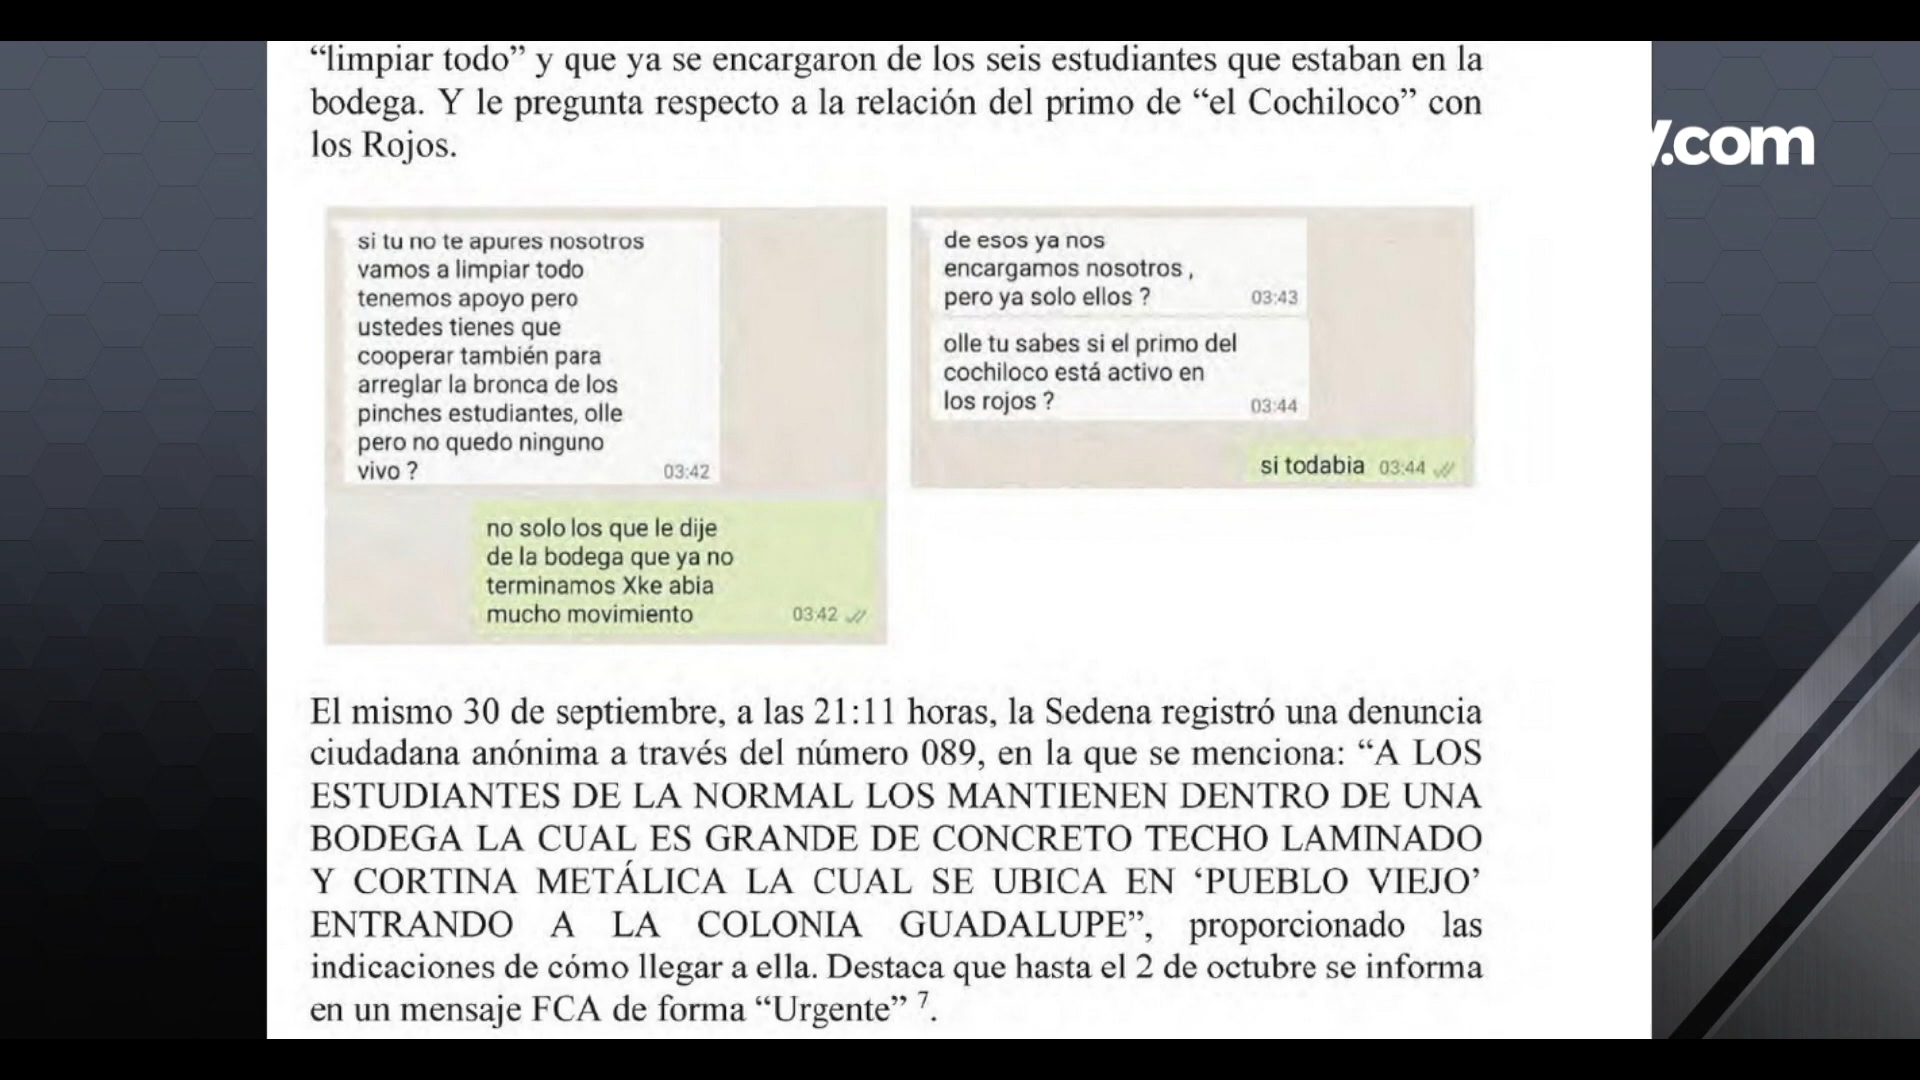 “limpiar todo” y que ya se encargaron de los seis estudiantes que estaban en la
bodega. Y le pregunta respecto a la relación del primo de “el Cochiloco” con
los Rojos.
.com
si tu no te apures nosotros
vamos a limpiar todo
tenemos apoyo pero
ustedes tienes que
cooperar también para
arreglar la bronca de los
pinches estudiantes, olle
pero no quedo ninguno
vivo ?
03:42
no solo los que le dije
de la bodega que ya no
terminamos Xke abia
mucho movimiento
03:42
de esos ya nos
encargamos nosotros ,
pero ya solo ellos ?
03:43
olle tu sabes si el primo del
cochiloco está activo en
los rojos ?
03:44
si todabia 03:44
El mismo 30 de septiembre, a las 21:11 horas, la Sedena registró una denuncia
ciudadana anónima a través del número 089, en la que se menciona: “A LOS
ESTUDIANTES DE LA NORMAL LOS MANTIENEN DENTRO DE UNA
BODEGA LA CUAL ES GRANDE DE CONCRETO TECHO LAMINADO
Y CORTINA METÁLICA LA CUAL SE UBICA EN ‘PUEBLO VIEJO’
ENTRANDO A LA COLONIA GUADALUPE”, proporcionado las
indicaciones de cómo llegar a ella. Destaca que hasta el 2 de octubre se informa
en un mensaje FCA de forma “Urgente” 7.